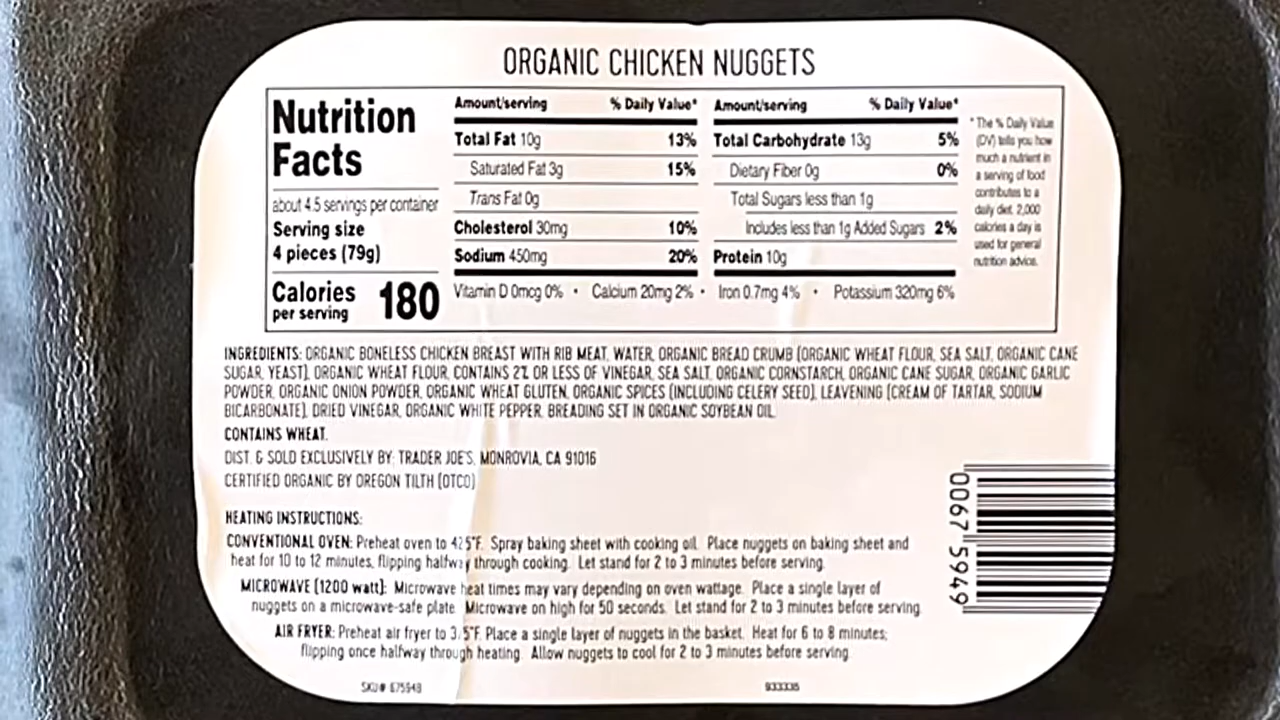 ORGANIC CHICKEN NUGGETS
Nutrition
Facts
about 4.5 servings per container
Serving size
4 pieces (79g)
Calories 180
per serving
Amount/serving % Daily Value*
Total Fat 10g 13%
Saturated Fat 3g 15%
Trans Fat 0g
Cholesterol 30mg 10%
Sodium 450mg 20%
Amount/serving % Daily Value*
Total Carbohydrate 13g 5%
Dietary Fiber 0g 0%
Total Sugars less than 1g
Includes less than 1g Added Sugars 2%
Protein 10g
Vitamin D 0mcg 0% • Calcium 20mg 2% • Iron 0.7mg 4% • Potassium 320mg 6%
* The % Daily Value
(DV) tells you how
much a nutrient in
a serving of food
contributes to a
daily diet. 2,000
calories a day is
used for general
nutrition advice.
INGREDIENTS: ORGANIC BONELESS CHICKEN BREAST WITH RIB MEAT, WATER, ORGANIC BREAD CRUMB (ORGANIC WHEAT FLOUR, SEA SALT, ORGANIC CANE
SUGAR, YEAST), ORGANIC WHEAT FLOUR, CONTAINS 2% OR LESS OF VINEGAR, SEA SALT, ORGANIC CORNSTARCH, ORGANIC CANE SUGAR, ORGANIC GARLIC
POWDER, ORGANIC ONION POWDER, ORGANIC WHEAT GLUTEN, ORGANIC SPICES (INCLUDING CELERY SEED), LEAVENING (CREAM OF TARTAR, SODIUM
BICARBONATE), DRIED VINEGAR, ORGANIC WHITE PEPPER. BREADING SET IN ORGANIC SOYBEAN OIL.
CONTAINS WHEAT.
DIST. & SOLD EXCLUSIVELY BY: TRADER JOE'S, MONROVIA, CA 91016
CERTIFIED ORGANIC BY OREGON TILTH (OTCO)
HEATING INSTRUCTIONS:
CONVENTIONAL OVEN: Preheat oven to 425°F. Spray baking sheet with cooking oil. Place nuggets on baking sheet and
heat for 10 to 12 minutes, flipping halfway through cooking. Let stand for 2 to 3 minutes before serving.
MICROWAVE (1200 watt): Microwave heat times may vary depending on oven wattage. Place a single layer of
nuggets on a microwave-safe plate. Microwave on high for 50 seconds. Let stand for 2 to 3 minutes before serving.
AIR FRYER: Preheat air fryer to Place a single layer of nuggets in the basket. Heat for 6 to 8 minutes;
flipping once halfway through heating. Allow nuggets to cool for 2 to 3 minutes before serving.
0067 5949
SKU#